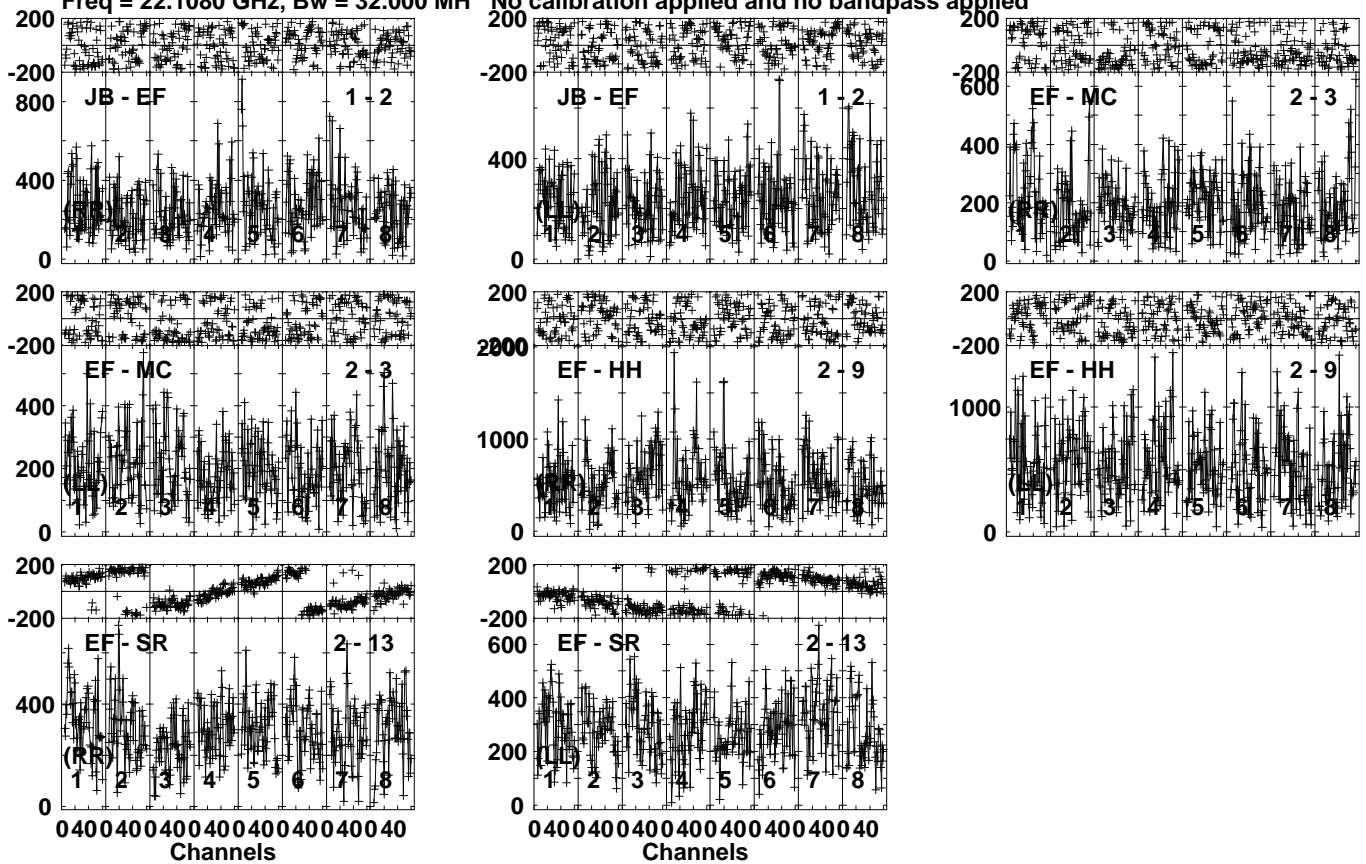 Freq = 22.1080 GHz, Bw = 32.000 MH No calibration applied and no bandpass applied
200 200 200
-200 -200 -200
800 600
JB - EF 1 - 2 JB - EF 1 - 2 EF - MC 2 - 3
400 400 400
200
(RR) (LL) (RR)
1 2 3 4 5 6 7 8 1 2 3 4 5 6 7 8 1 2 3 4 5 6 7 8
0 0 0
200 200 200
-200 -200 -200
2000
EF - MC 2 - 3 EF - HH 2 - 9 EF - HH 2 - 9
400 1000 1000
200
(LL) (RR) (LL)
1 2 3 4 5 6 7 8 1 2 3 4 5 6 7 8 1 2 3 4 5 6 7 8
0 0 0
200 200
-200 -200
EF - SR 2 - 13 EF - SR 2 - 13
600
400 400
200
(RR) (LL)
1 2 3 4 5 6 7 8 1 2 3 4 5 6 7 8
0 0
0 40 0 40 0 40 0 40 0 40 0 40 0 40 0 40 0 40 0 40 0 40 0 40 0 40 0 40 0 40 0 40
Channels Channels